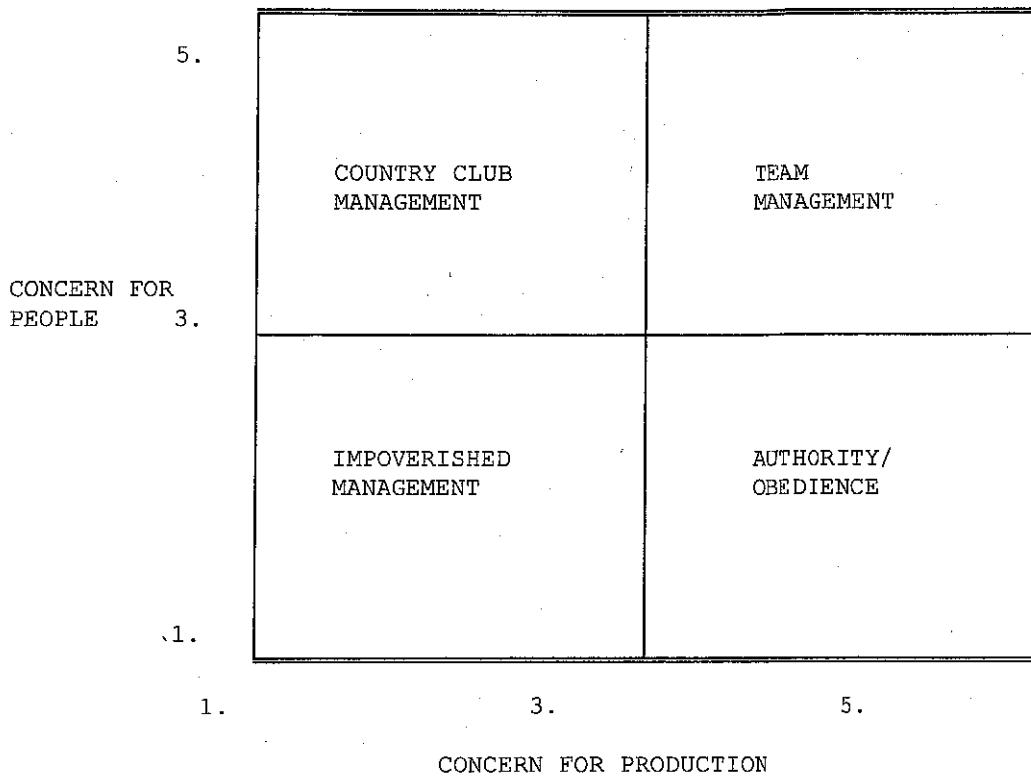 5.
COUNTRY CLUB
MANAGEMENT
TEAM
MANAGEMENT
CONCERN FOR
PEOPLE 3.
IMPOVERISHED
MANAGEMENT
AUTHORITY/
OBEDIENCE
1.
1. 3. 5.
CONCERN FOR PRODUCTION